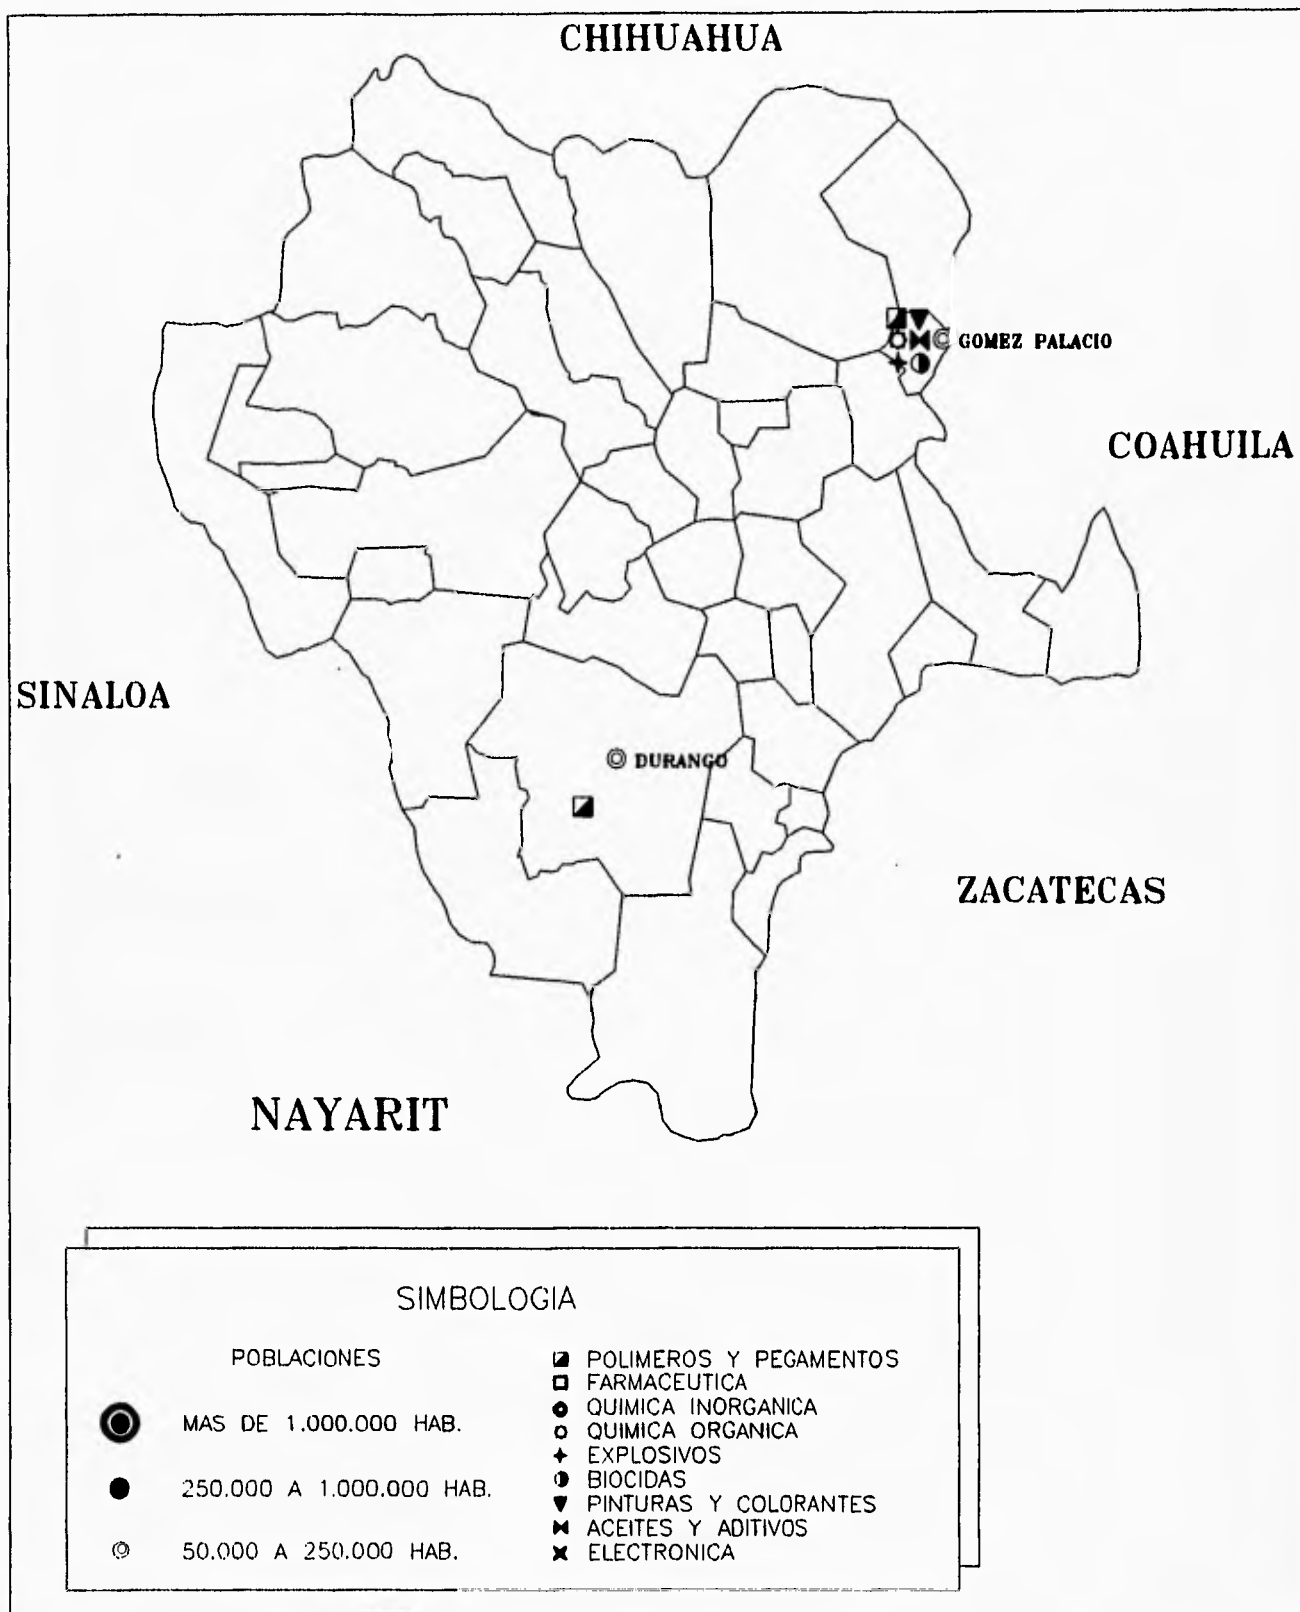 CHIHUAHUA
GOMEZ PALACIO
COAHUILA
SINALOA
DURANGO
ZACATECAS
NAYARIT
SIMBOLOGIA
POBLACIONES
MAS DE 1.000.000 HAB.
250.000 A 1.000.000 HAB.
50.000 A 250.000 HAB.
POLIMEROS Y PEGAMENTOS
FARMACEUTICA
QUIMICA INORGANICA
QUIMICA ORGANICA
EXPLOSIVOS
BIOCIDAS
PINTURAS Y COLORANTES
ACEITES Y ADITIVOS
ELECTRONICA